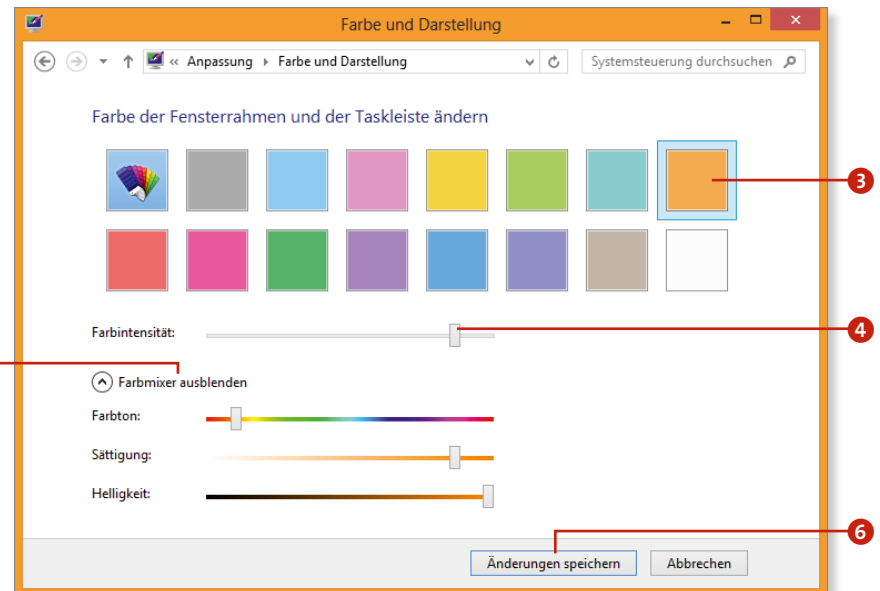 Farbe und Darstellung
« Anpassung ▸ Farbe und Darstellung
Systemsteuerung durchsuchen
Farbe der Fensterrahmen und der Taskleiste ändern
3
Farbintensität:
4
Farbmixer ausblenden
Farbton:
Sättigung:
Helligkeit:
6
Änderungen speichern
Abbrechen